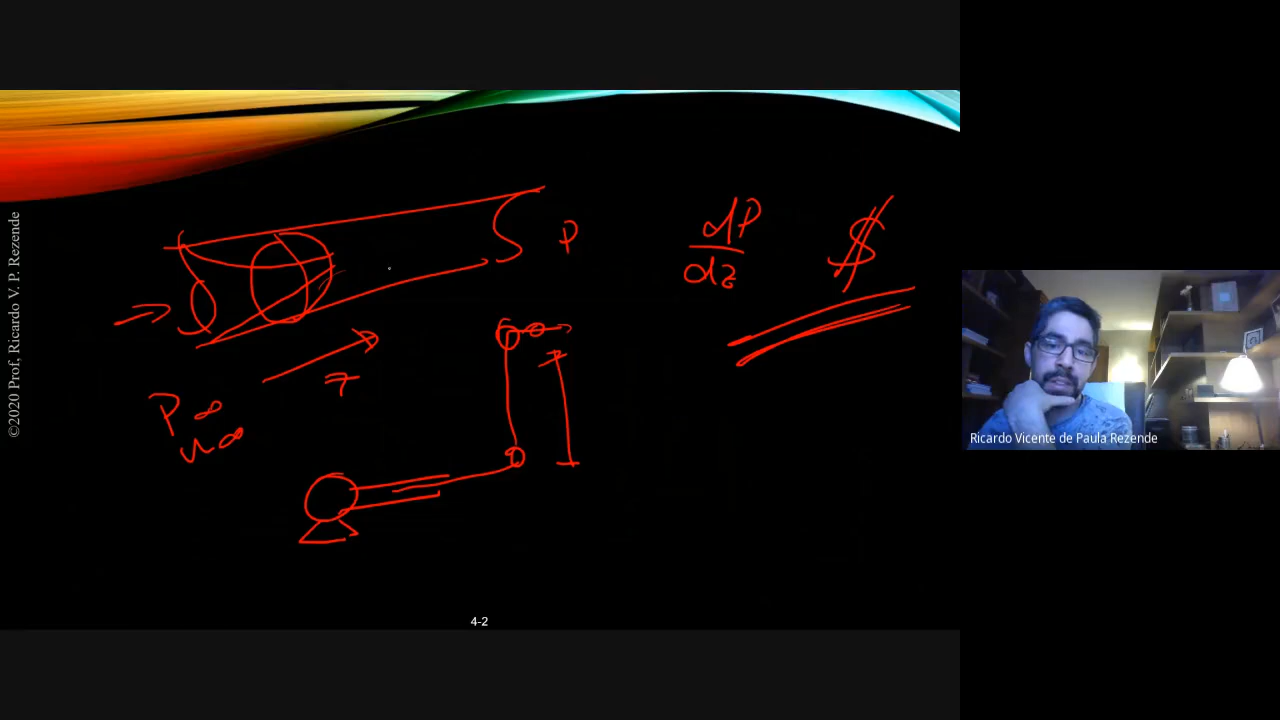 ©2020 Prof. Ricardo V. P. Rezende
P
dP
dz
$
P∞
v∞
4-2
Ricardo Vicente de Paula Rezende